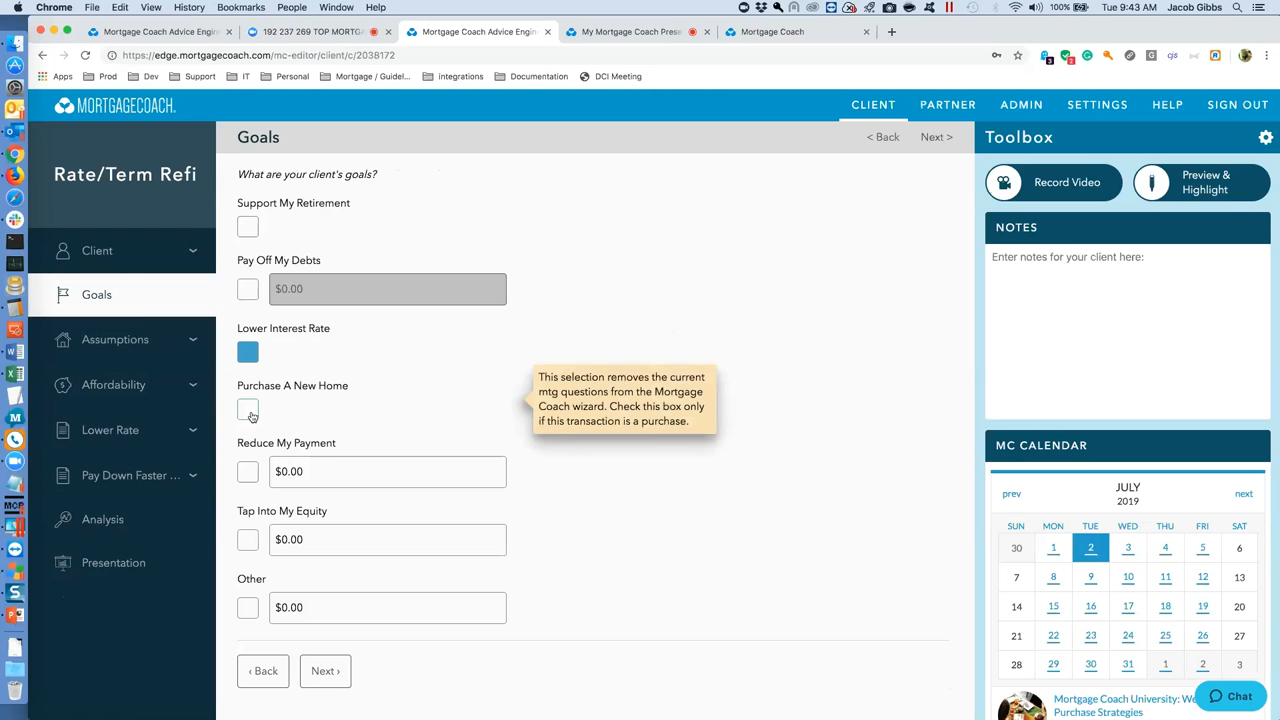 Chrome File Edit View History Bookmarks People Window Help
100% Tue 9:43 AM Jacob Gibbs
Mortgage Coach Advice Engin
192 237 269 TOP MORTG
Mortgage Coach Advice Engin
My Mortgage Coach Pres
Mortgage Coach
https://edge.mortgagecoach.com/mc-editor/client/c/2038172
Apps Prod Dev Support IT Personal Mortgage / Guidel... integrations Documentation DCI Meeting
MORTGAGECOACH.
CLIENT PARTNER ADMIN SETTINGS HELP SIGN OUT
Rate/Term Refi
Client
Goals
Assumptions
Affordability
Lower Rate
Pay Down Faster ...
Analysis
Presentation
Goals
< Back Next >
What are your client's goals?
Support My Retirement
Pay Off My Debts
$0.00
Lower Interest Rate
Purchase A New Home
This selection removes the current
mtg questions from the Mortgage
Coach wizard. Check this box only
if this transaction is a purchase.
Reduce My Payment
$0.00
Tap Into My Equity
$0.00
Other
$0.00
‹ Back Next ›
Toolbox
Record Video
Preview &
Highlight
NOTES
Enter notes for your client here:
MC CALENDAR
prev JULY next
2019
SUN MON TUE WED THU FRI SAT
30 1 2 3 4 5 6
7 8 9 10 11 12 13
14 15 16 17 18 19 20
21 22 23 24 25 26 27
28 29 30 31 1 2 3
Mortgage Coach University: We
Purchase Strategies
Chat